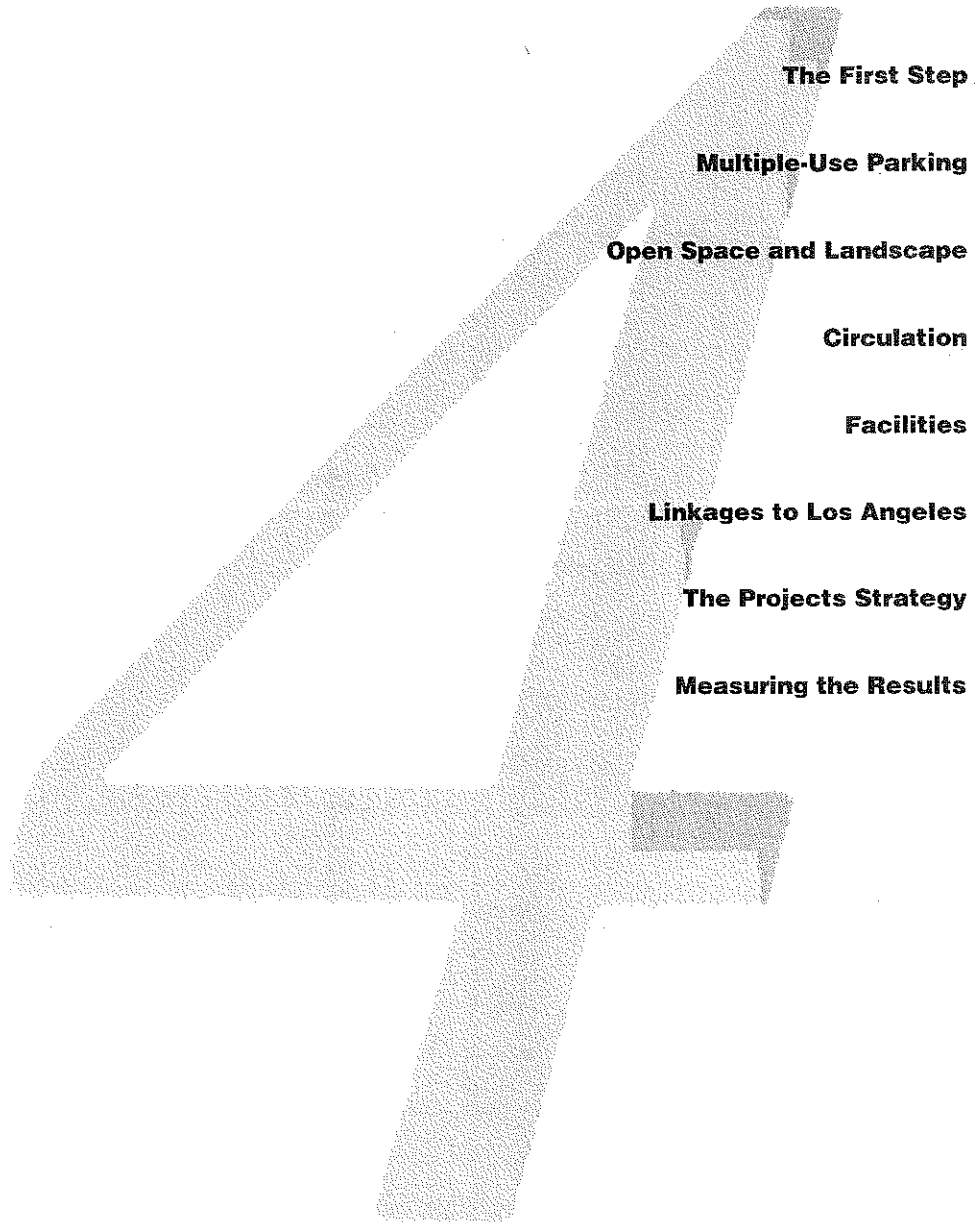 4
The First Step
Multiple-Use Parking
Open Space and Landscape
Circulation
Facilities
Linkages to Los Angeles
The Projects Strategy
Measuring the Results